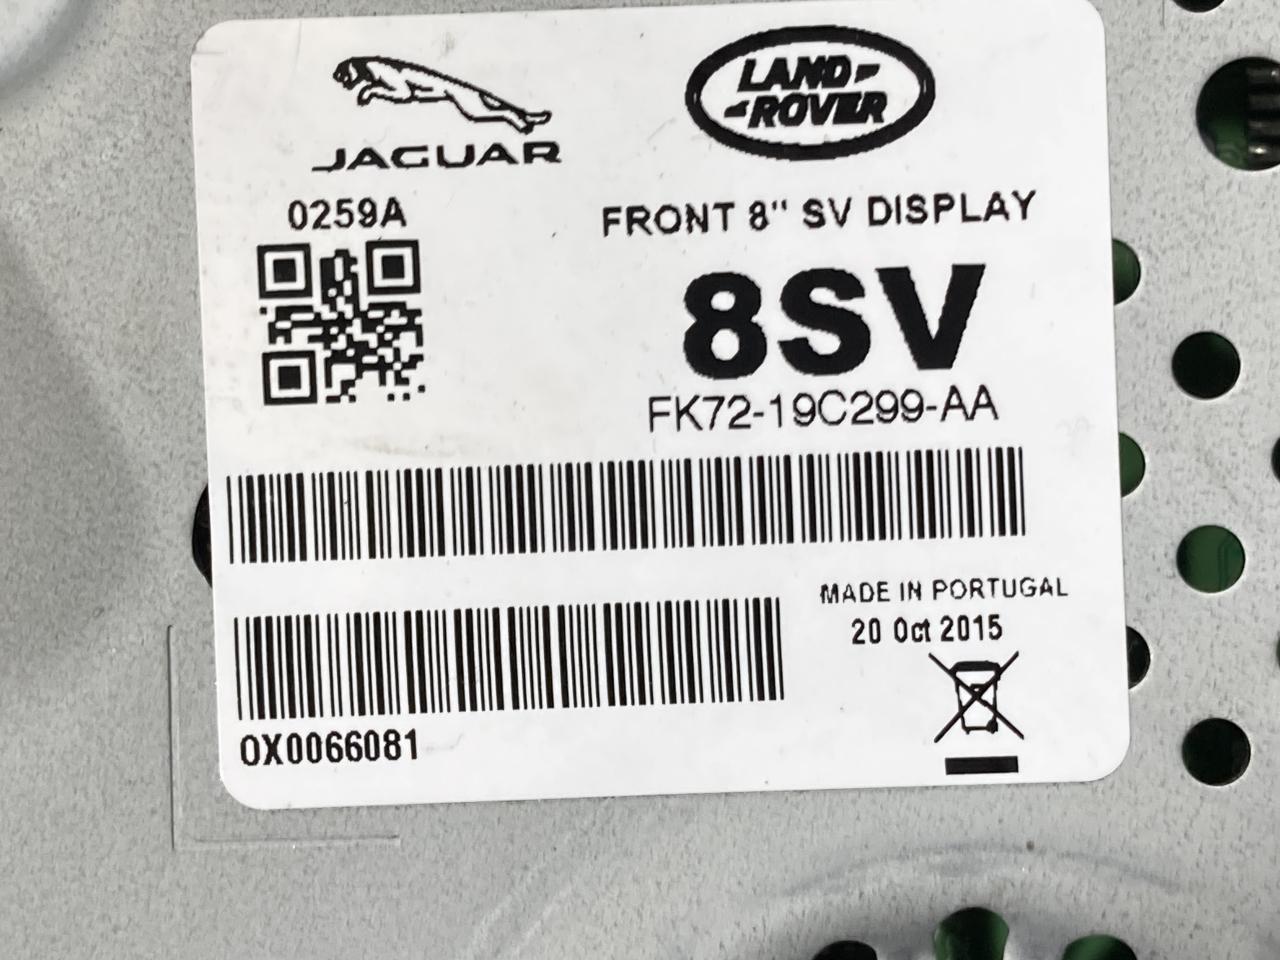 JAGUAR
LAND
ROVER
0259A
FRONT 8" SV DISPLAY
8SV
FK72-19C299-AA
MADE IN PORTUGAL
20 Oct 2015
0X0066081